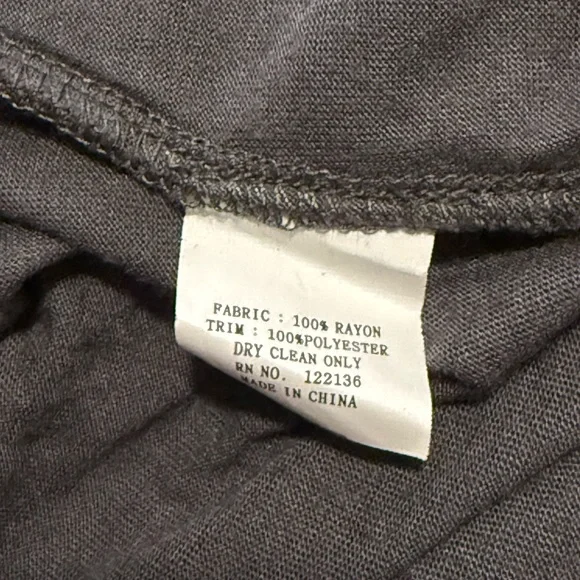 FABRIC : 100% RAYON
TRIM : 100%POLYESTER
DRY CLEAN ONLY
RN NO. 122136
MADE IN CHINA